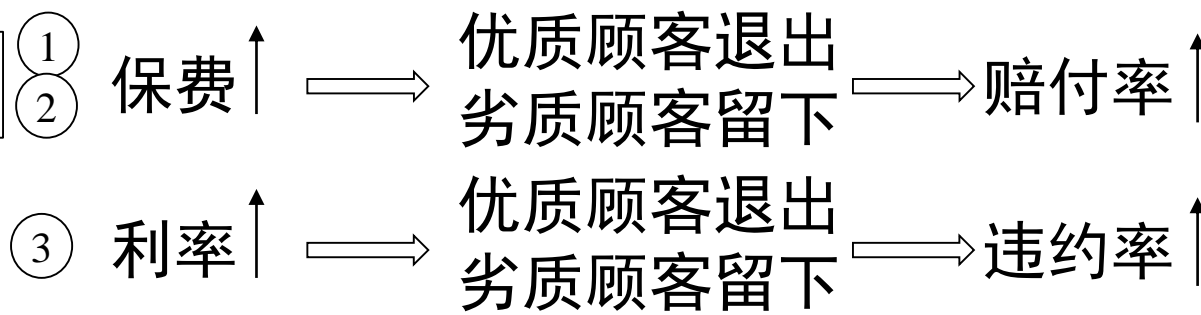 ①
② 保费↑ ⇒ 优质顾客退出 ⇒ 赔付率↑
劣质顾客留下
③ 利率↑ ⇒ 优质顾客退出 ⇒ 违约率↑
劣质顾客留下